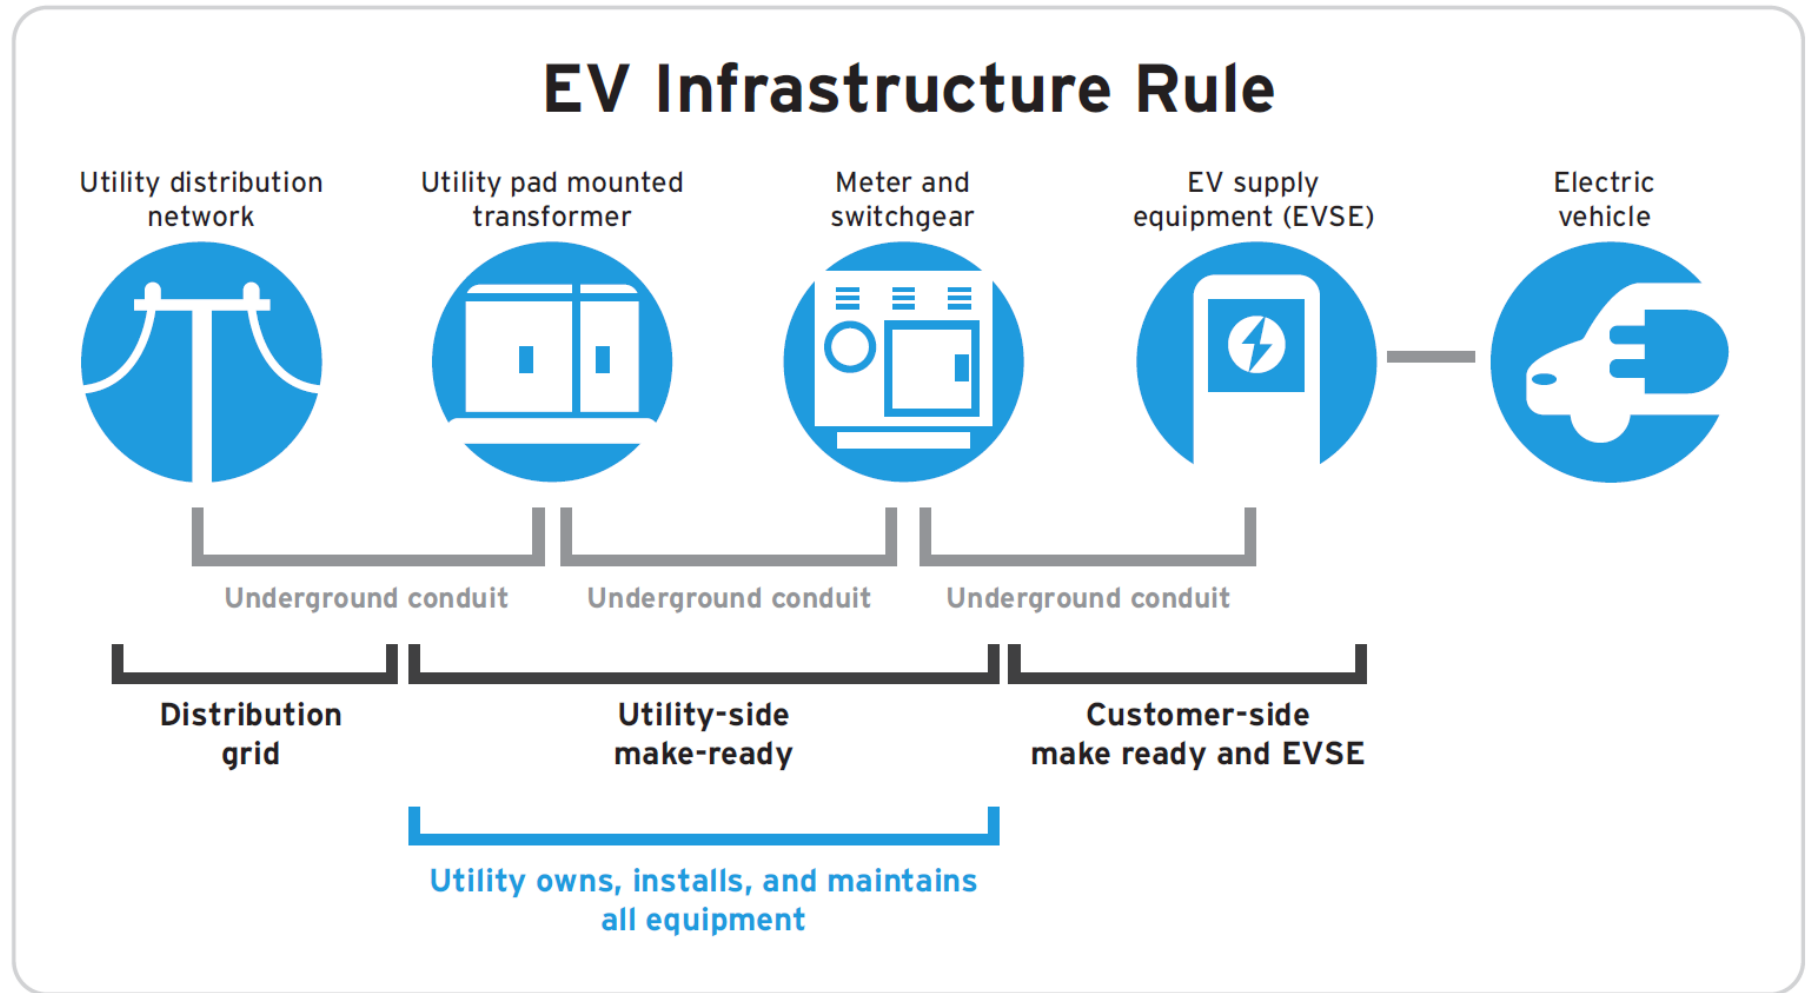 EV Infrastructure Rule
Utility distribution
network
Utility pad mounted
transformer
Meter and
switchgear
EV supply
equipment (EVSE)
Electric
vehicle
Underground conduit
Underground conduit
Underground conduit
Distribution
grid
Utility-side
make-ready
Customer-side
make ready and EVSE
Utility owns, installs, and maintains
all equipment